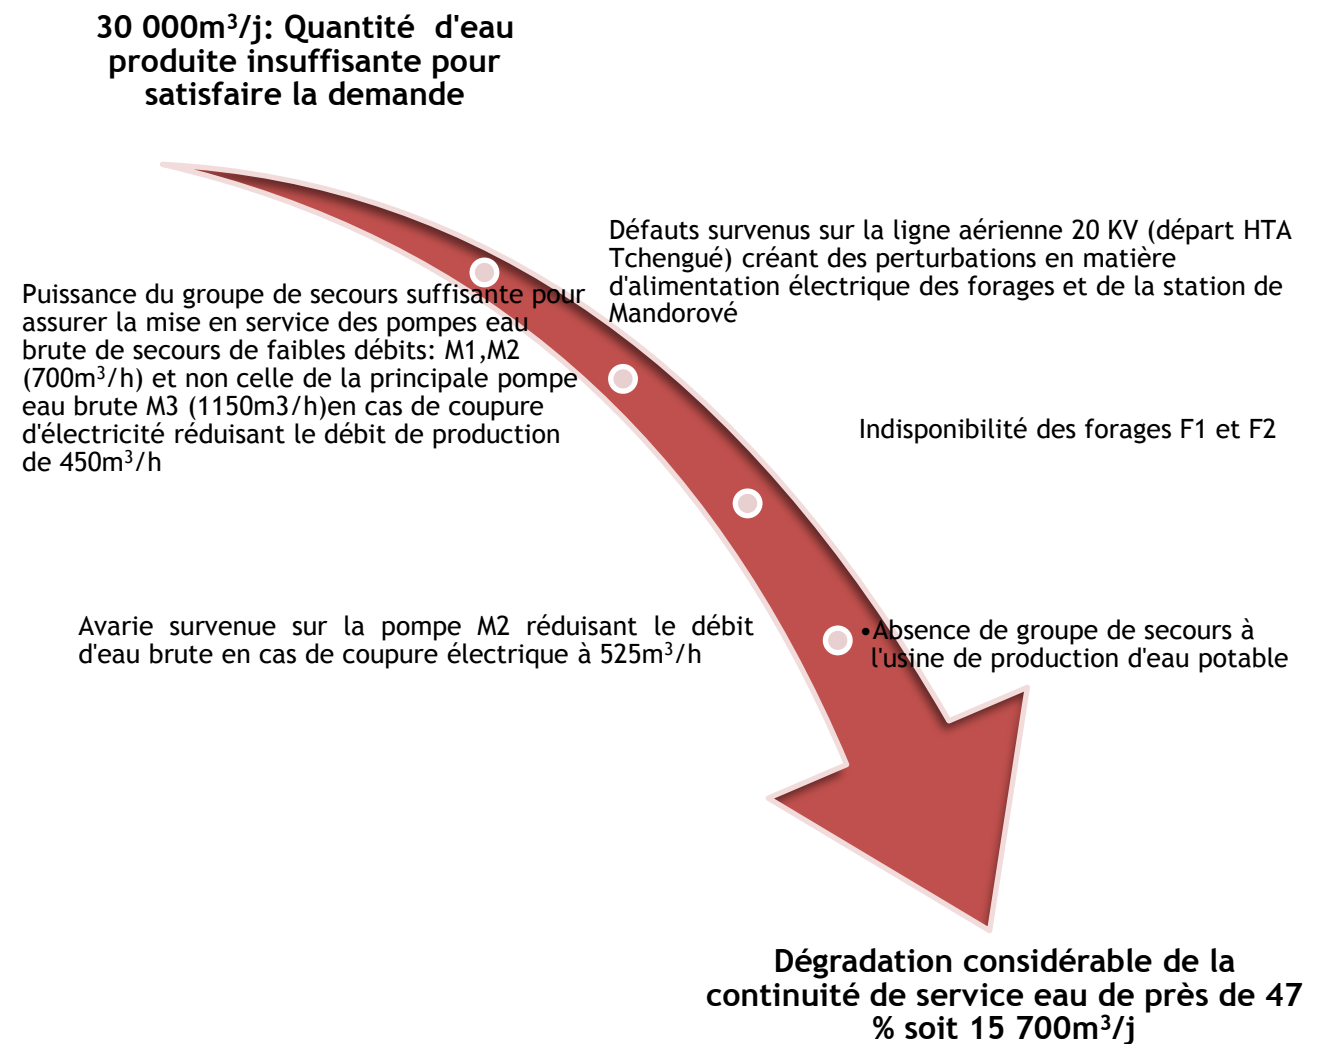 30 000m³/j: Quantité d'eau
produite insuffisante pour
satisfaire la demande
Défauts survenus sur la ligne aérienne 20 KV (départ HTA
Tchengué) créant des perturbations en matière
d'alimentation électrique des forages et de la station de
Mandorové
Puissance du groupe de secours suffisante pour
assurer la mise en service des pompes eau
brute de secours de faibles débits: M1,M2
(700m³/h) et non celle de la principale pompe
eau brute M3 (1150m3/h)en cas de coupure
d'électricité réduisant le débit de production
de 450m³/h
Indisponibilité des forages F1 et F2
Avarie survenue sur la pompe M2 réduisant le débit
d'eau brute en cas de coupure électrique à 525m³/h
•Absence de groupe de secours à
l'usine de production d'eau potable
Dégradation considérable de la
continuité de service eau de près de 47
% soit 15 700m³/j